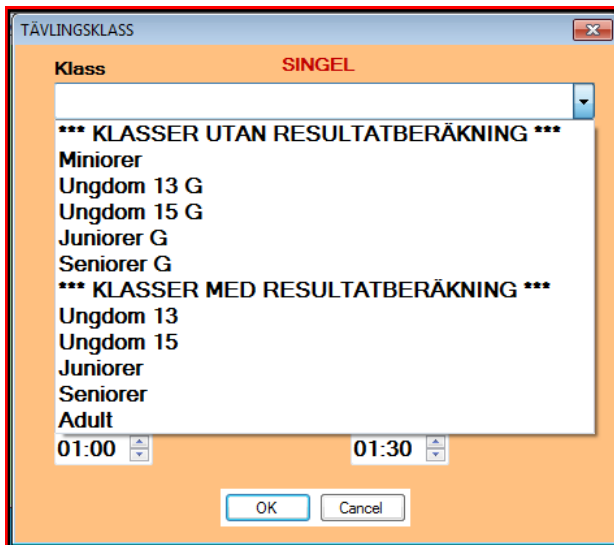 TÄVLINGSKLASS
Klass SINGEL
*** KLASSER UTAN RESULTATBERÄKNING ***
Miniorer
Ungdom 13 G
Ungdom 15 G
Juniorer G
Seniorer G
*** KLASSER MED RESULTATBERÄKNING ***
Ungdom 13
Ungdom 15
Juniorer
Seniorer
Adult
01:00 01:30
OK Cancel